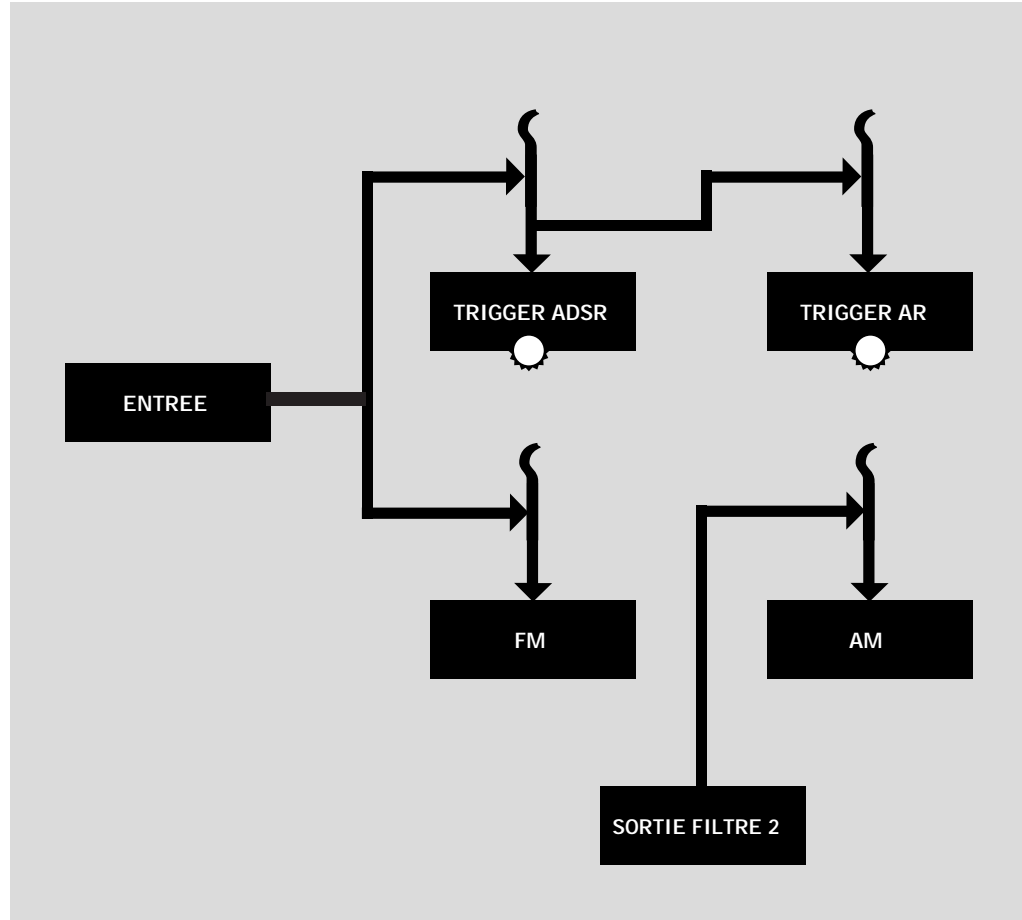 TRIGGER ADSR
TRIGGER AR
ENTREE
FM
AM
SORTIE FILTRE 2